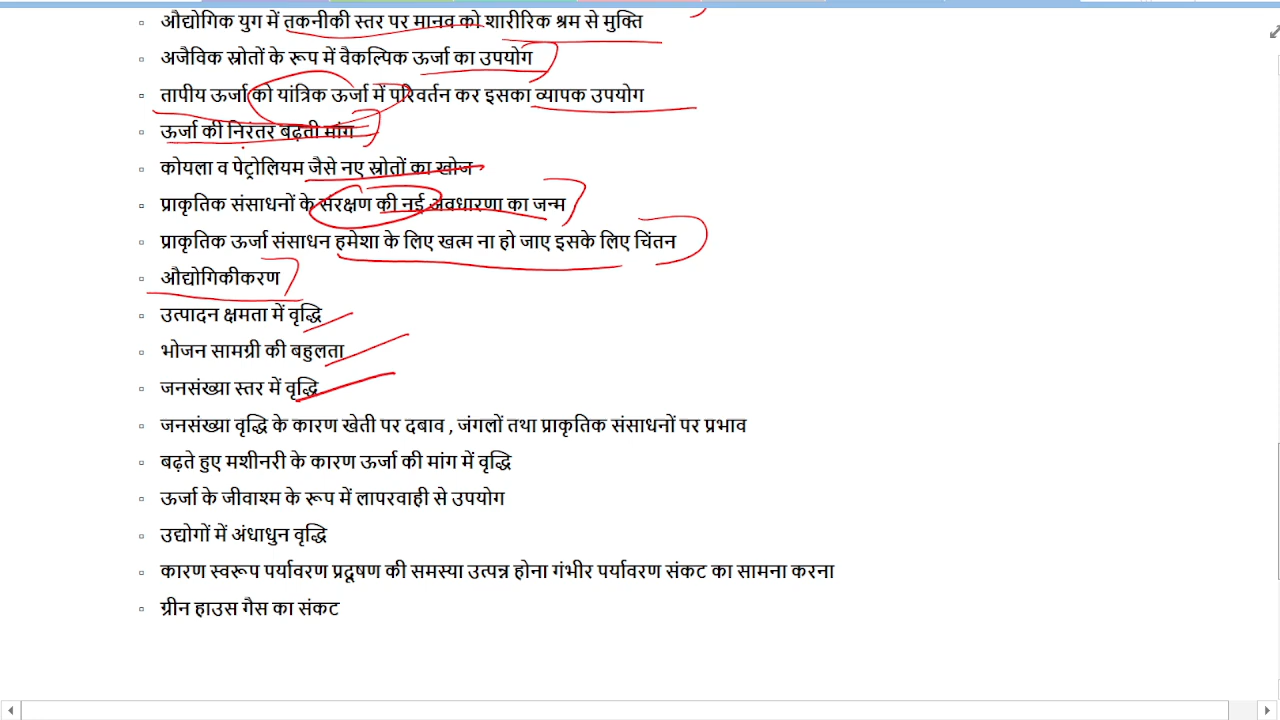 औद्योगिक युग में तकनीकी स्तर पर मानव को शारीरिक श्रम से मुक्ति
अजैविक स्रोतों के रूप में वैकल्पिक ऊर्जा का उपयोग
तापीय ऊर्जा को यांत्रिक ऊर्जा में परिवर्तन कर इसका व्यापक उपयोग
ऊर्जा की निरंतर बढ़ती मांग
कोयला व पेट्रोलियम जैसे नए स्रोतों का खोज
प्राकृतिक संसाधनों के संरक्षण की नई अवधारणा का जन्म
प्राकृतिक ऊर्जा संसाधन हमेशा के लिए खत्म ना हो जाए इसके लिए चिंतन
औद्योगिकीकरण
उत्पादन क्षमता में वृद्धि
भोजन सामग्री की बहुलता
जनसंख्या स्तर में वृद्धि
जनसंख्या वृद्धि के कारण खेती पर दबाव , जंगलों तथा प्राकृतिक संसाधनों पर प्रभाव
बढ़ते हुए मशीनरी के कारण ऊर्जा की मांग में वृद्धि
ऊर्जा के जीवाश्म के रूप में लापरवाही से उपयोग
उद्योगों में अंधाधुन वृद्धि
कारण स्वरूप पर्यावरण प्रदूषण की समस्या उत्पन्न होना गंभीर पर्यावरण संकट का सामना करना
ग्रीन हाउस गैस का संकट